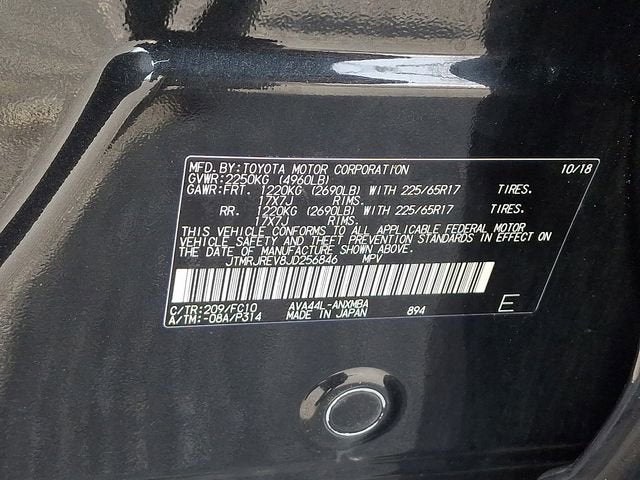 MFD. BY: TOYOTA MOTOR CORPORATION 10/18
GVWR: 2250KG (4960LB)
GAWR: FRT. 1220KG (2690LB) WITH 225/65R17 TIRES.
17X7J RIMS.
RR. 1220KG (2690LB) WITH 225/65R17 TIRES.
17X7J RIMS.
THIS VEHICLE CONFORMS TO ALL APPLICABLE FEDERAL MOTOR
VEHICLE SAFETY AND THEFT PREVENTION STANDARDS IN EFFECT ON
THE DATE OF MANUFACTURE SHOWN ABOVE.
JTMRJREV8JD256846 MPV
C/TR: 209/FC10 AVA44L-ANXMBA
A/TM: -08A/P314 MADE IN JAPAN 894 E